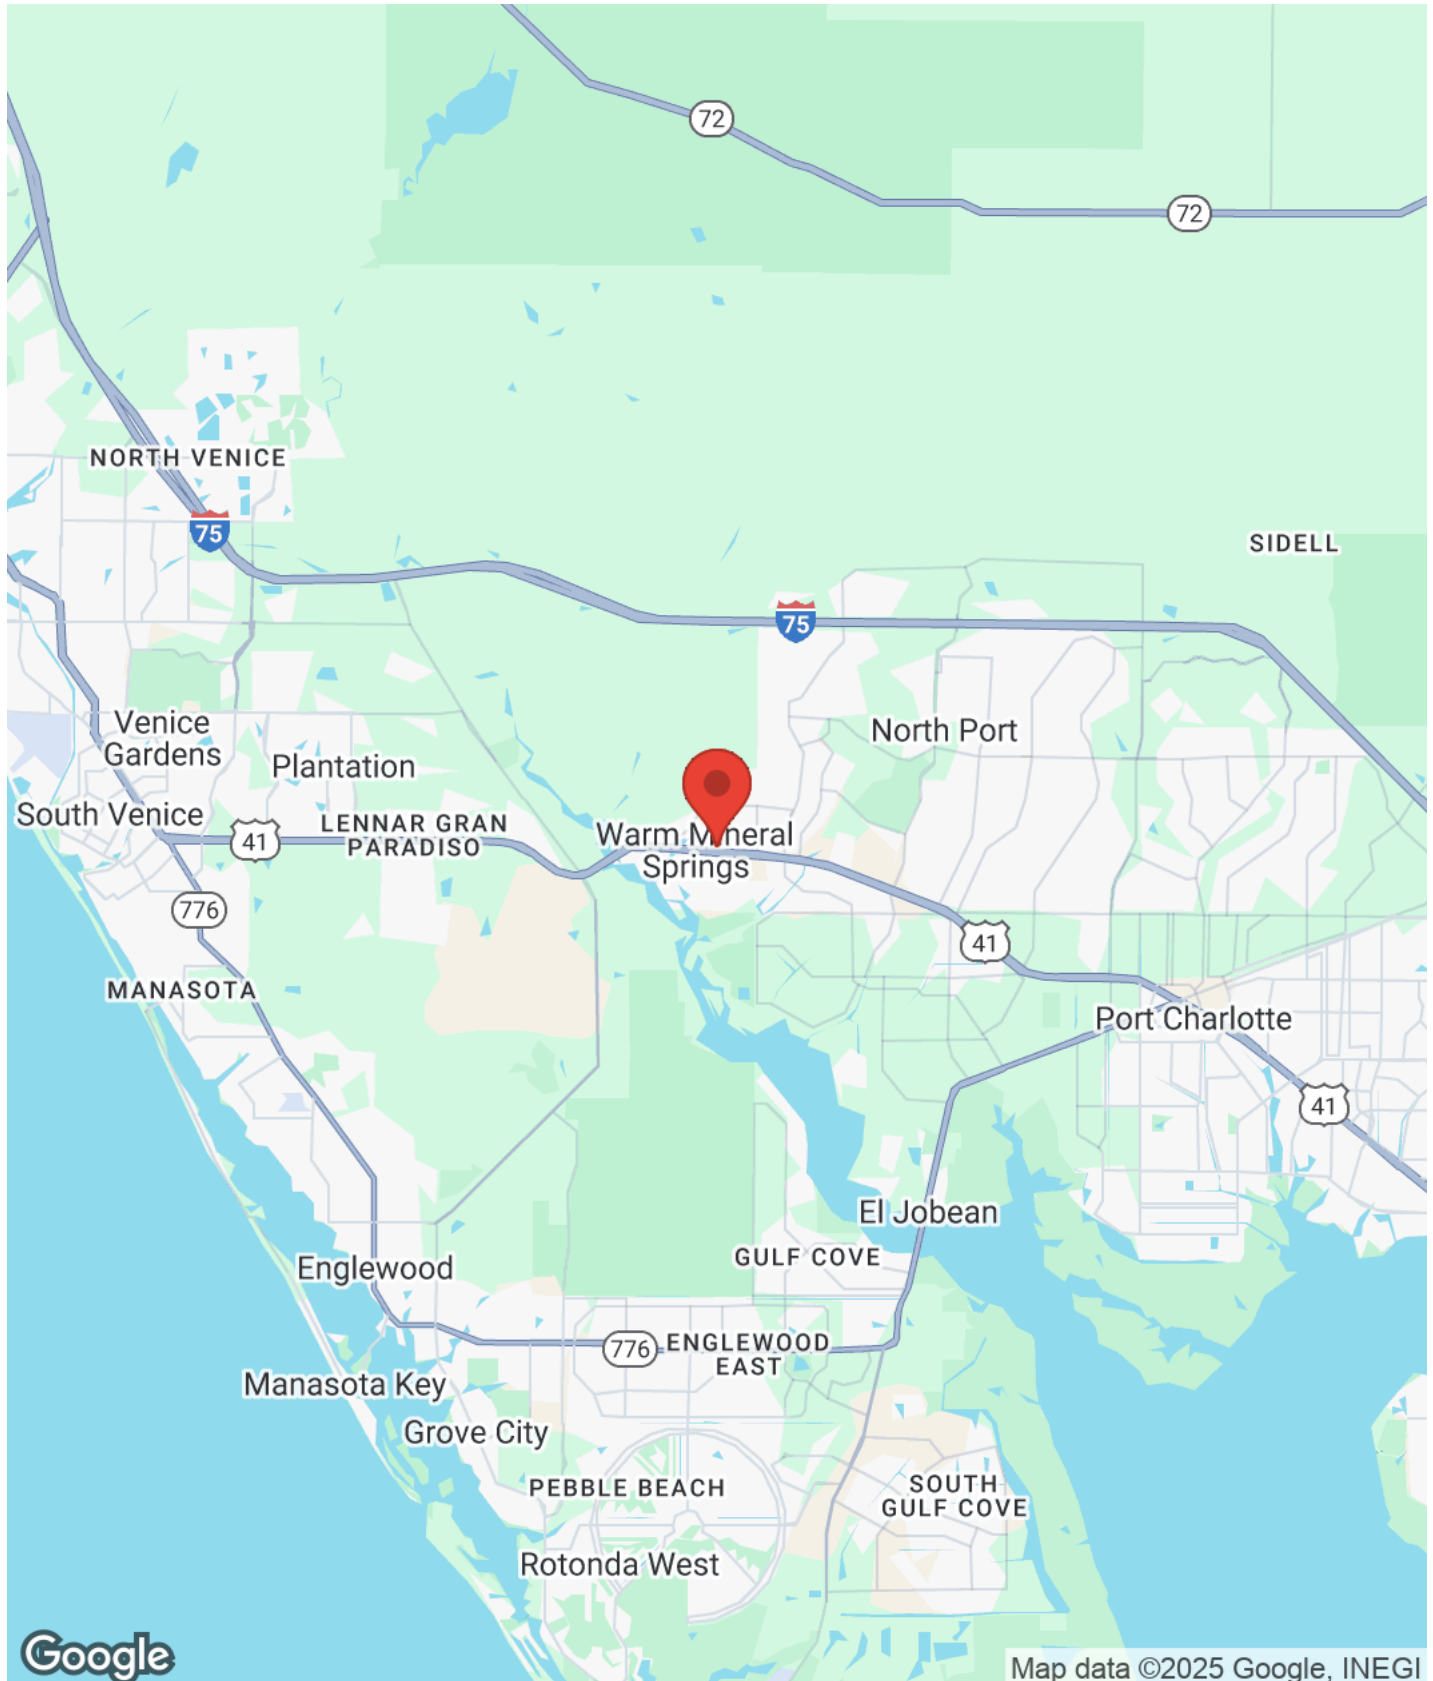 72
72
NORTH VENICE
75
SIDELL
75
Venice
Gardens
North Port
Plantation
South Venice
LENNAR GRAN
PARADISO
41
Warm Mineral
Springs
776
41
MANASOTA
Port Charlotte
41
El Jobean
GULF COVE
Englewood
776
ENGLEWOOD
EAST
Manasota Key
Grove City
PEBBLE BEACH
SOUTH
GULF COVE
Rotonda West
Google
Map data ©2025 Google, INEGI